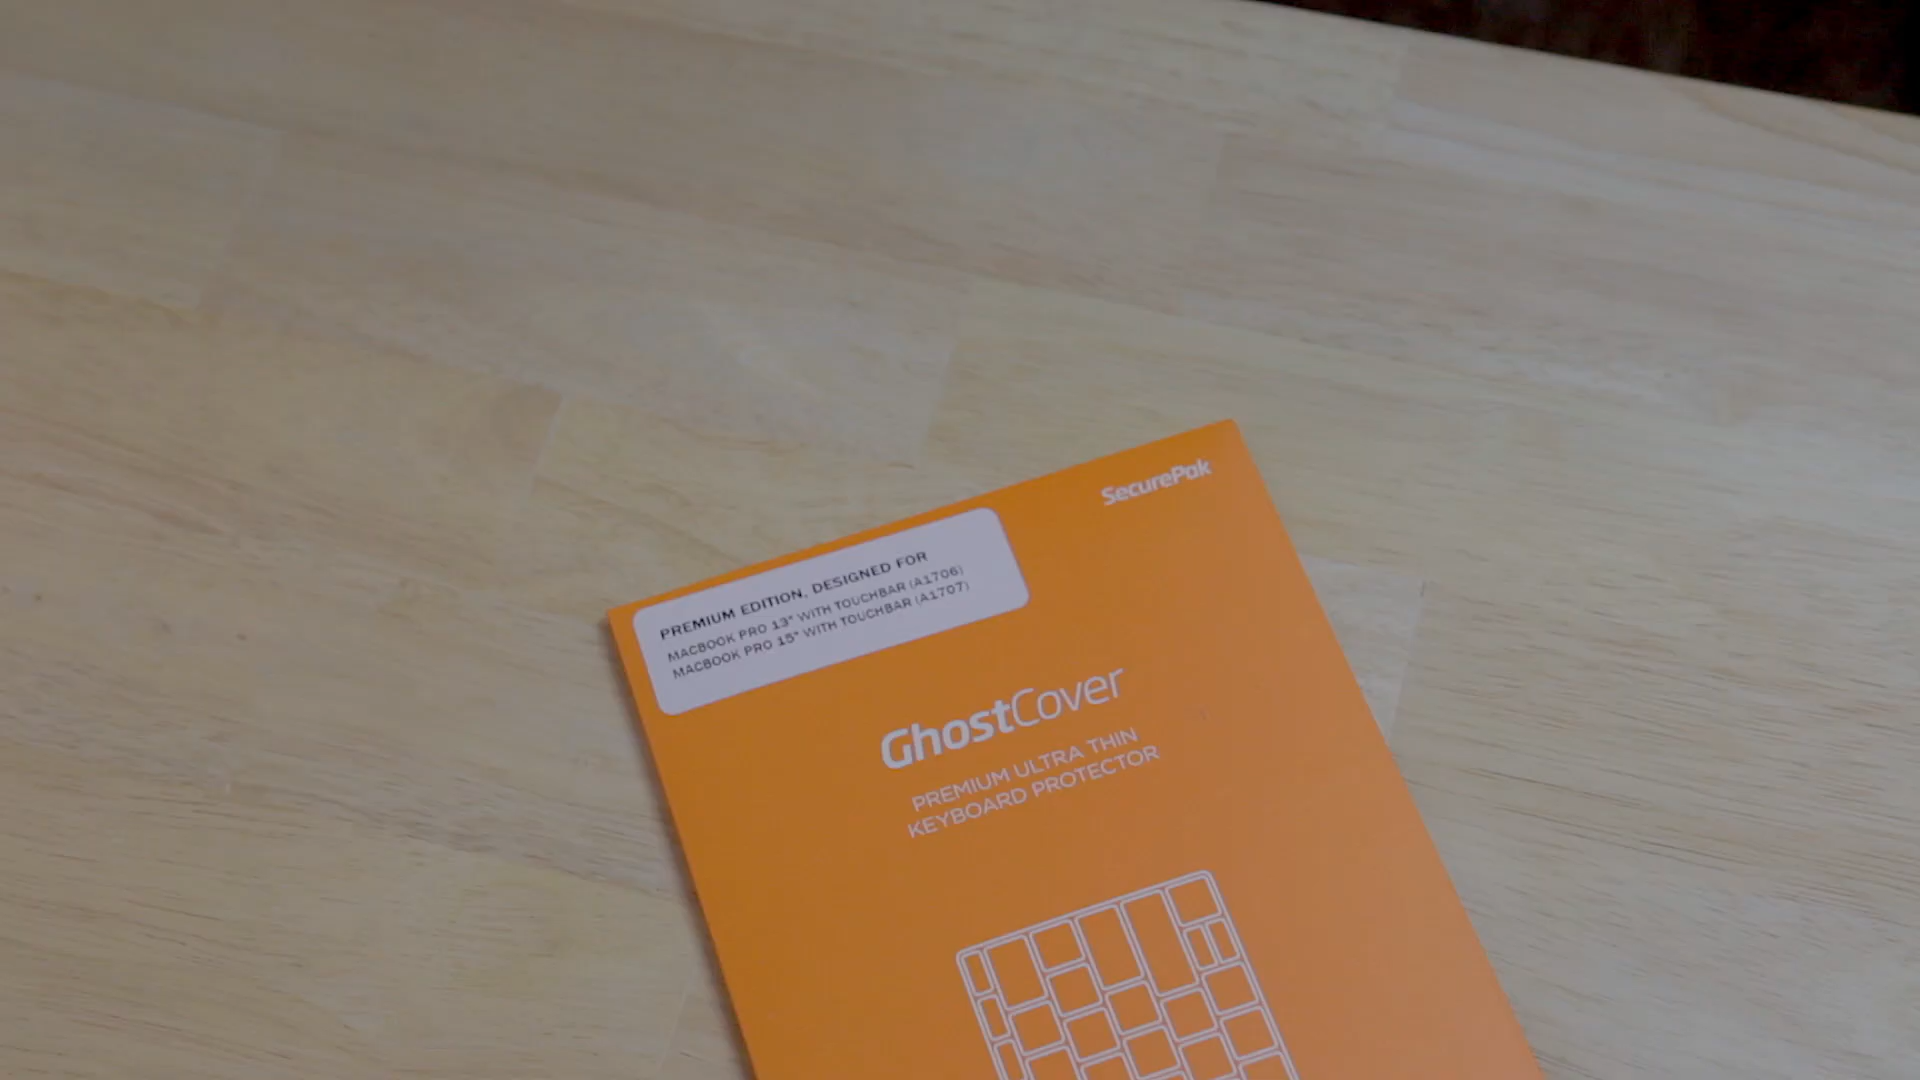 SecurePak
PREMIUM EDITION, DESIGNED FOR
MACBOOK PRO 13" WITH TOUCHBAR (A1706)
MACBOOK PRO 15" WITH TOUCHBAR (A1707)
GhostCover
PREMIUM ULTRA THIN
KEYBOARD PROTECTOR